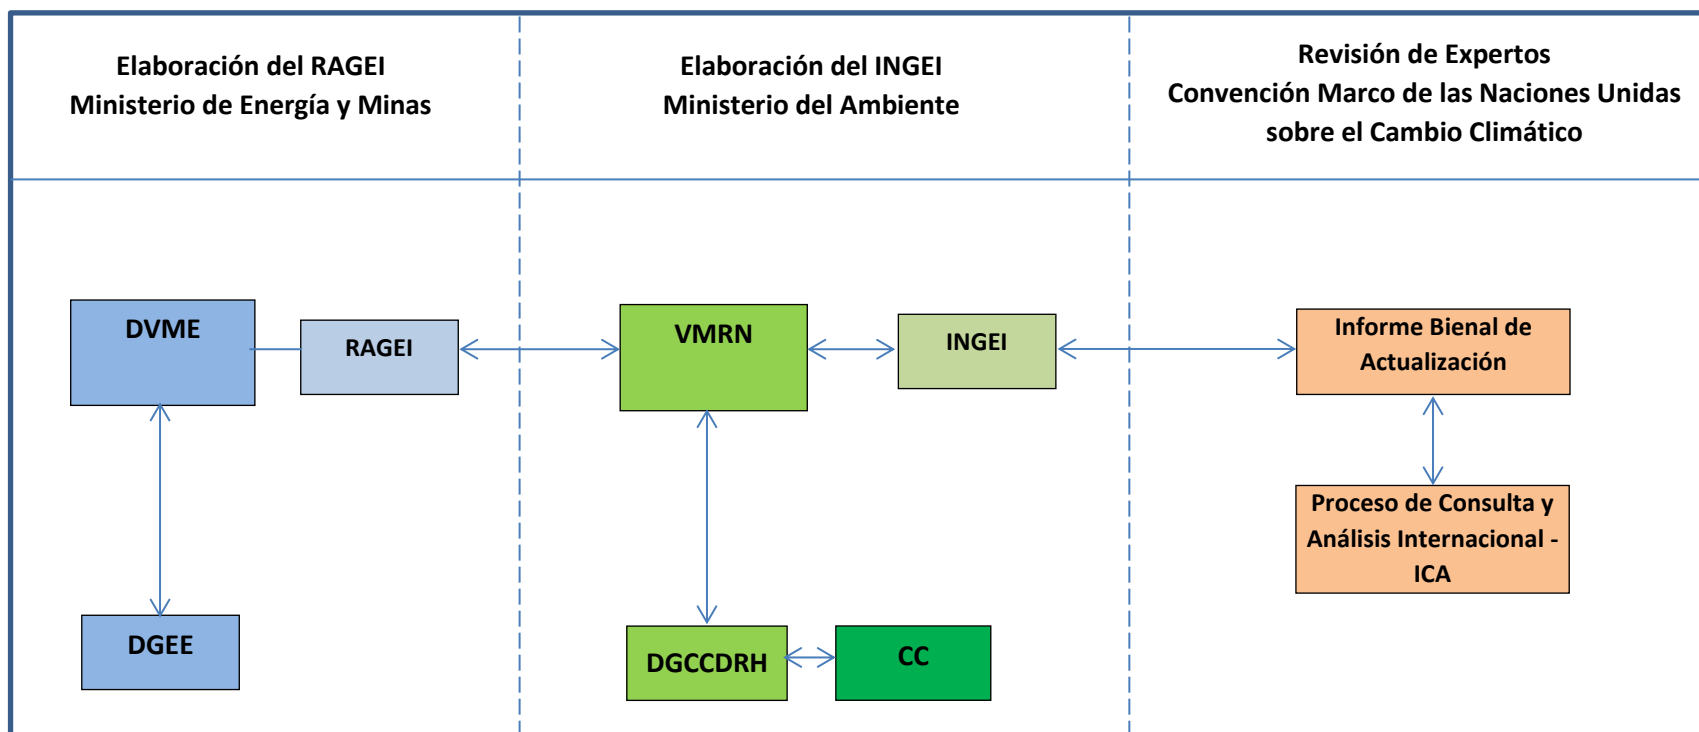 Elaboración del RAGEI
Ministerio de Energía y Minas
Elaboración del INGEI
Ministerio del Ambiente
Revisión de Expertos
Convención Marco de las Naciones Unidas
sobre el Cambio Climático
DVME
RAGEI
VMRN
INGEI
Informe Bienal de
Actualización
DGEE
DGCCDRH
CC
Proceso de Consulta y
Análisis Internacional -
ICA